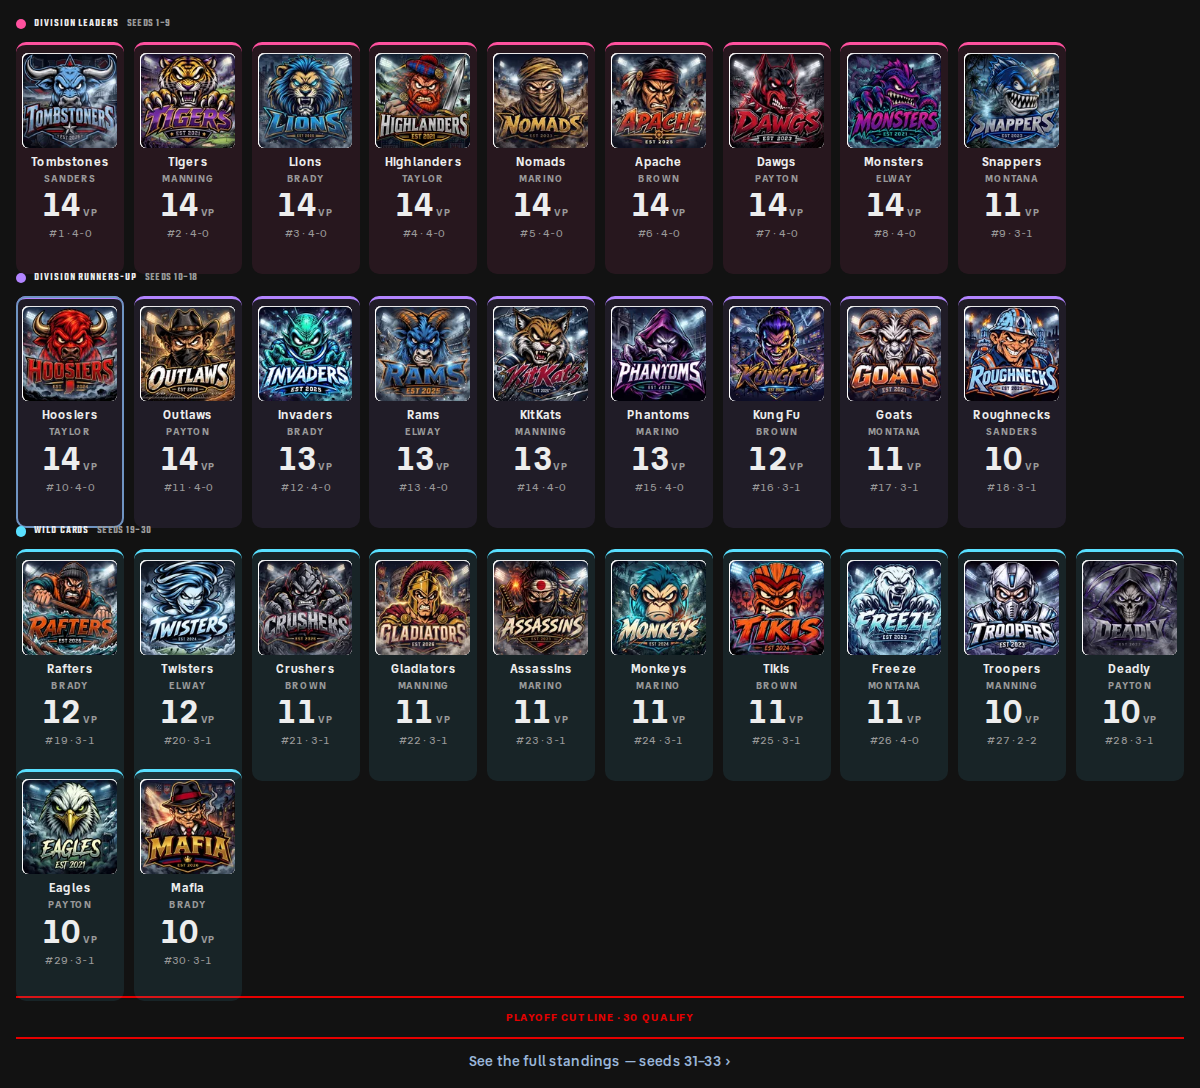 DIVISION LEADERS SEEDS 1–9
TOMBSTONERS TIGERS LIONS HIGHLANDERS NOMADS APACHE DAWGS MONSTERS SNAPPERS
Tombstones Tigers Lions Highlanders Nomads Apache Dawgs Monsters Snappers
SANDERS MANNING BRADY TAYLOR MARINO BROWN PAYTON ELWAY MONTANA
14 VP 14 VP 14 VP 14 VP 14 VP 14 VP 14 VP 14 VP 11 VP
#1 · 4-0 #2 · 4-0 #3 · 4-0 #4 · 4-0 #5 · 4-0 #6 · 4-0 #7 · 4-0 #8 · 4-0 #9 · 3-1
DIVISION RUNNERS-UP SEEDS 10–18
HOOSIERS OUTLAWS INVADERS RAMS KitKats PHANTOMS KUNG FU GOATS ROUGHNECKS
Hoosiers Outlaws Invaders Rams KitKats Phantoms Kung Fu Goats Roughnecks
TAYLOR PAYTON BRADY ELWAY MANNING MARINO BROWN MONTANA SANDERS
14 VP 14 VP 13 VP 13 VP 13 VP 13 VP 12 VP 11 VP 10 VP
#10 · 4-0 #11 · 4-0 #12 · 4-0 #13 · 4-0 #14 · 4-0 #15 · 4-0 #16 · 3-1 #17 · 3-1 #18 · 3-1
WILD CARDS SEEDS 19–30
RAFTERS TWISTERS CRUSHERS GLADIATORS ASSASSINS MONKEYS TIKIS FREEZE TROOPERS DEADLY
Rafters Twisters Crushers Gladiators Assassins Monkeys Tikis Freeze Troopers Deadly
BRADY ELWAY BROWN MANNING MARINO MARINO BROWN MONTANA MANNING PAYTON
12 VP 12 VP 11 VP 11 VP 11 VP 11 VP 11 VP 11 VP 10 VP 10 VP
#19 · 3-1 #20 · 3-1 #21 · 3-1 #22 · 3-1 #23 · 3-1 #24 · 3-1 #25 · 3-1 #26 · 4-0 #27 · 2-2 #28 · 3-1
EAGLES MAFIA
EST 2021
Eagles Mafia
PAYTON BRADY
10 VP 10 VP
#29 · 3-1 #30 · 3-1
PLAYOFF CUT LINE · 30 QUALIFY
See the full standings — seeds 31–33 ›